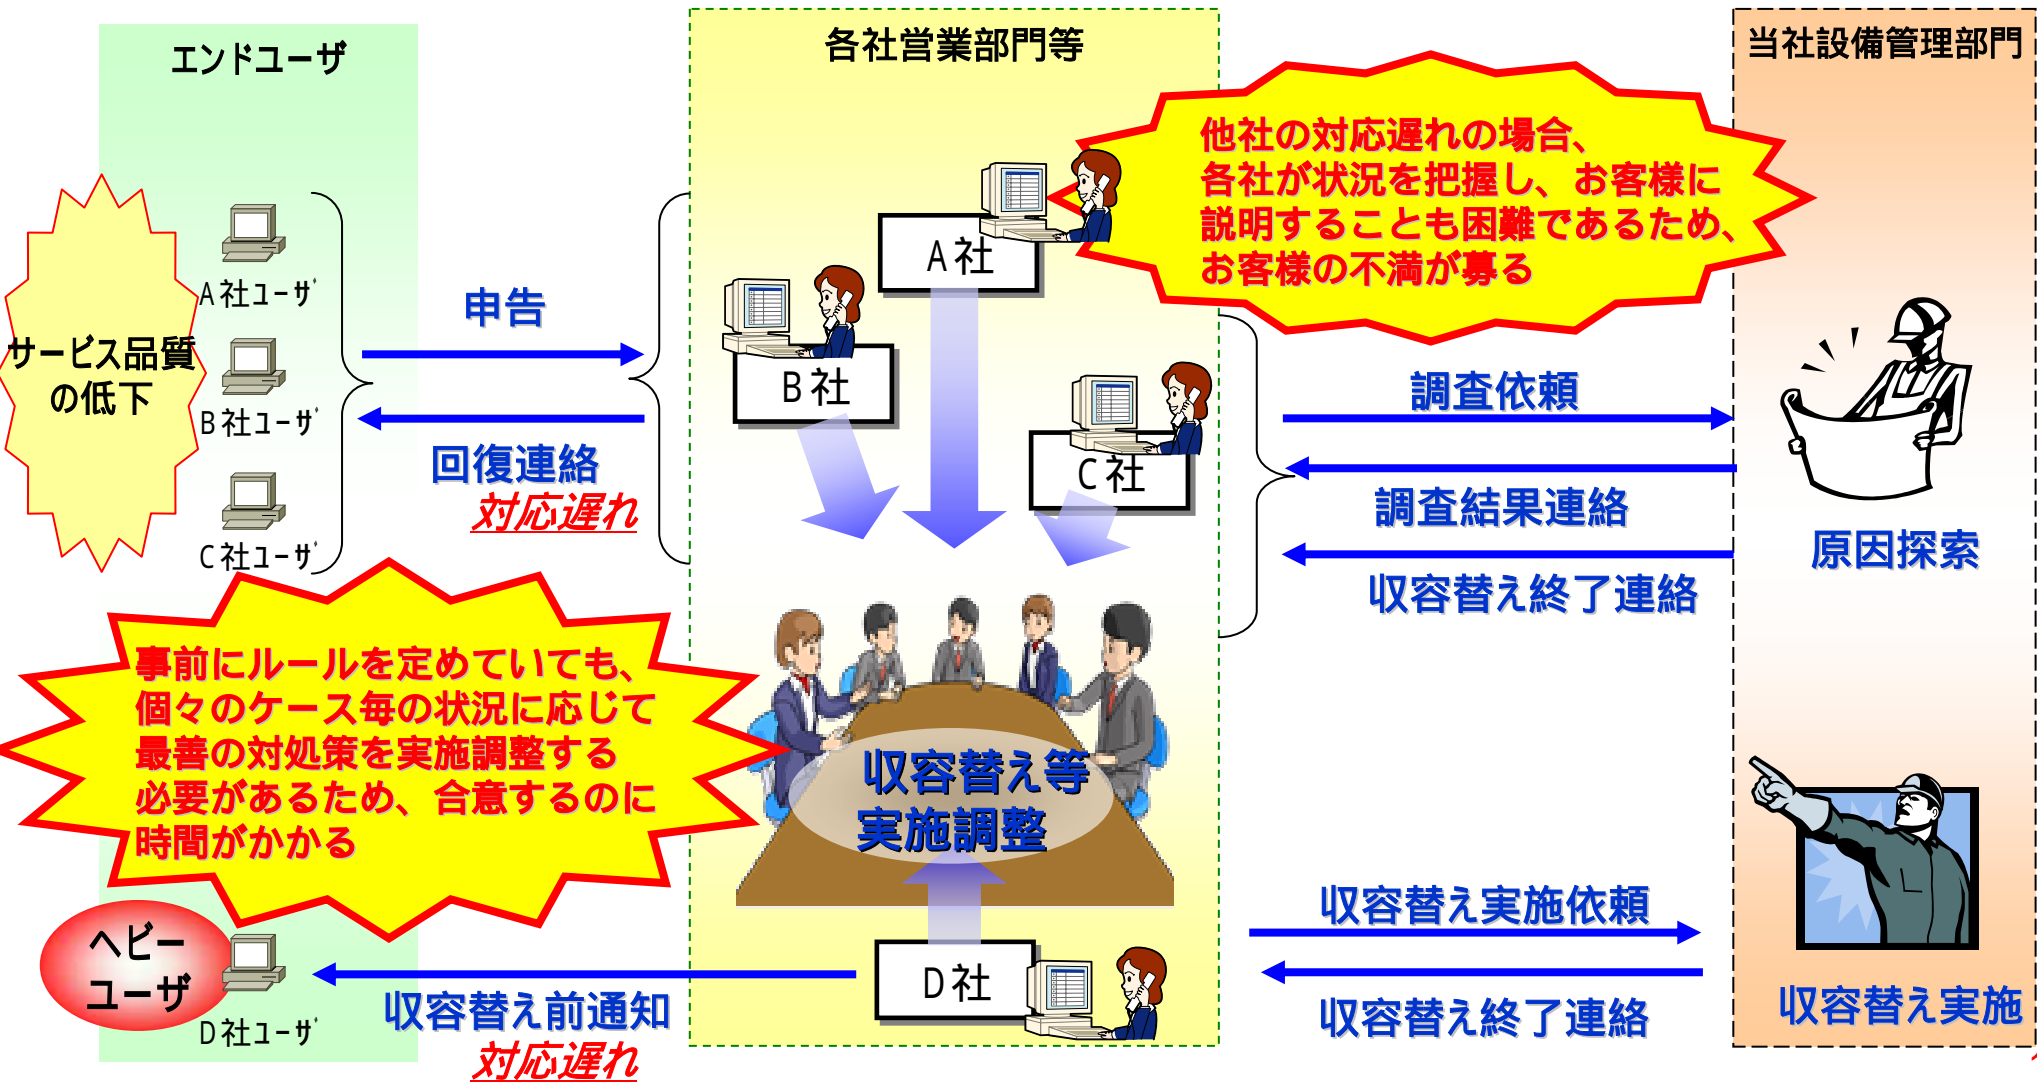 エンドユーザ
各社営業部門等
当社設備管理部門
他社の対応遅れの場合、
各社が状況を把握し、お客様に
説明することも困難であるため、
お客様の不満が募る
サービス品質
の低下
A社ﾕｰｻﾞ
B社ﾕｰｻﾞ
C社ﾕｰｻﾞ
申告
回復連絡
対応遅れ
A社
B社
C社
調査依頼
調査結果連絡
収容替え終了連絡
原因探索
事前にルールを定めていても、
個々のケース毎の状況に応じて
最善の対処策を実施調整する
必要があるため、合意するのに
時間がかかる
収容替え等
実施調整
ヘビー
ユーザ
D社ﾕｰｻﾞ
収容替え前通知
対応遅れ
D社
収容替え実施依頼
収容替え終了連絡
収容替え実施